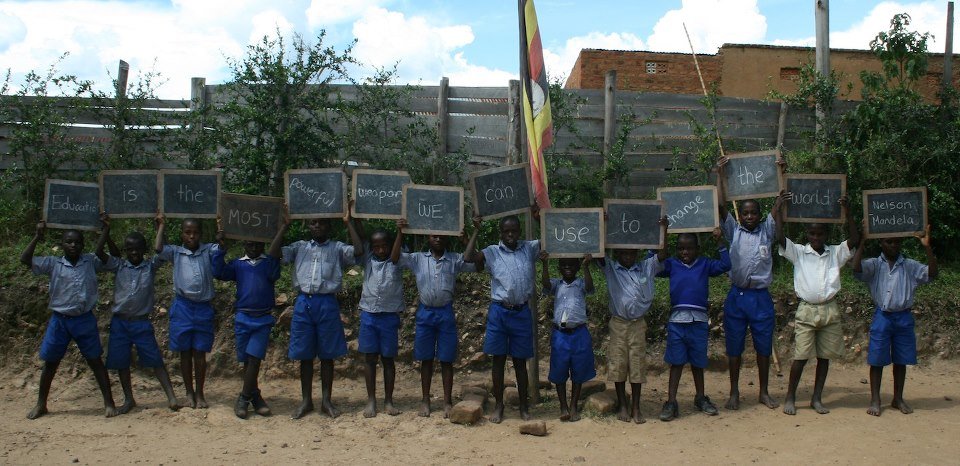 Education
is
the
MOST
powerful
weapon
WE
can
use
to
change
the
world
Nelson
Mandela